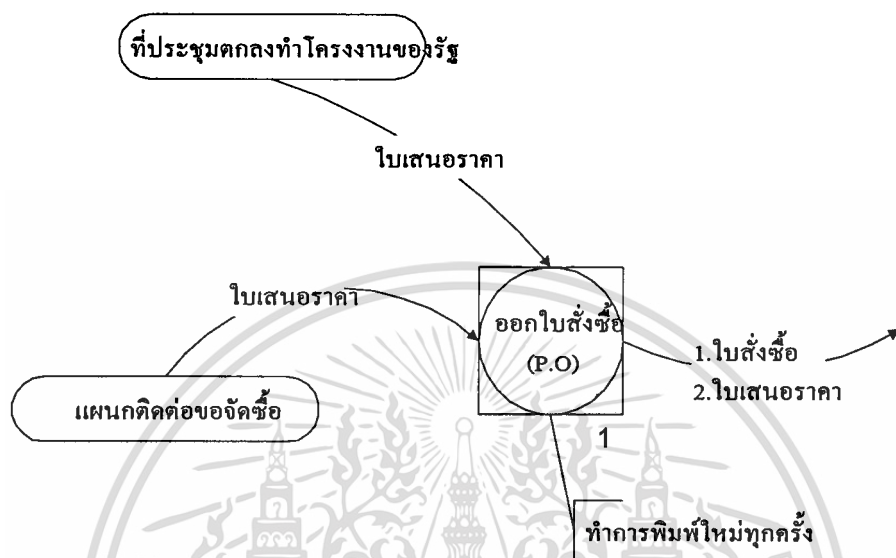 ที่ประชุมตกลงทำโครงงานของรัฐ
ใบเสนอราคา
ใบเสนอราคา
ออกใบสั่งซื้อ
(P.O)
1.ใบสั่งซื้อ
2.ใบเสนอราคา
แผนกติดต่อขอจัดซื้อ
1
ทำการพิมพ์ใหม่ทุกครั้ง